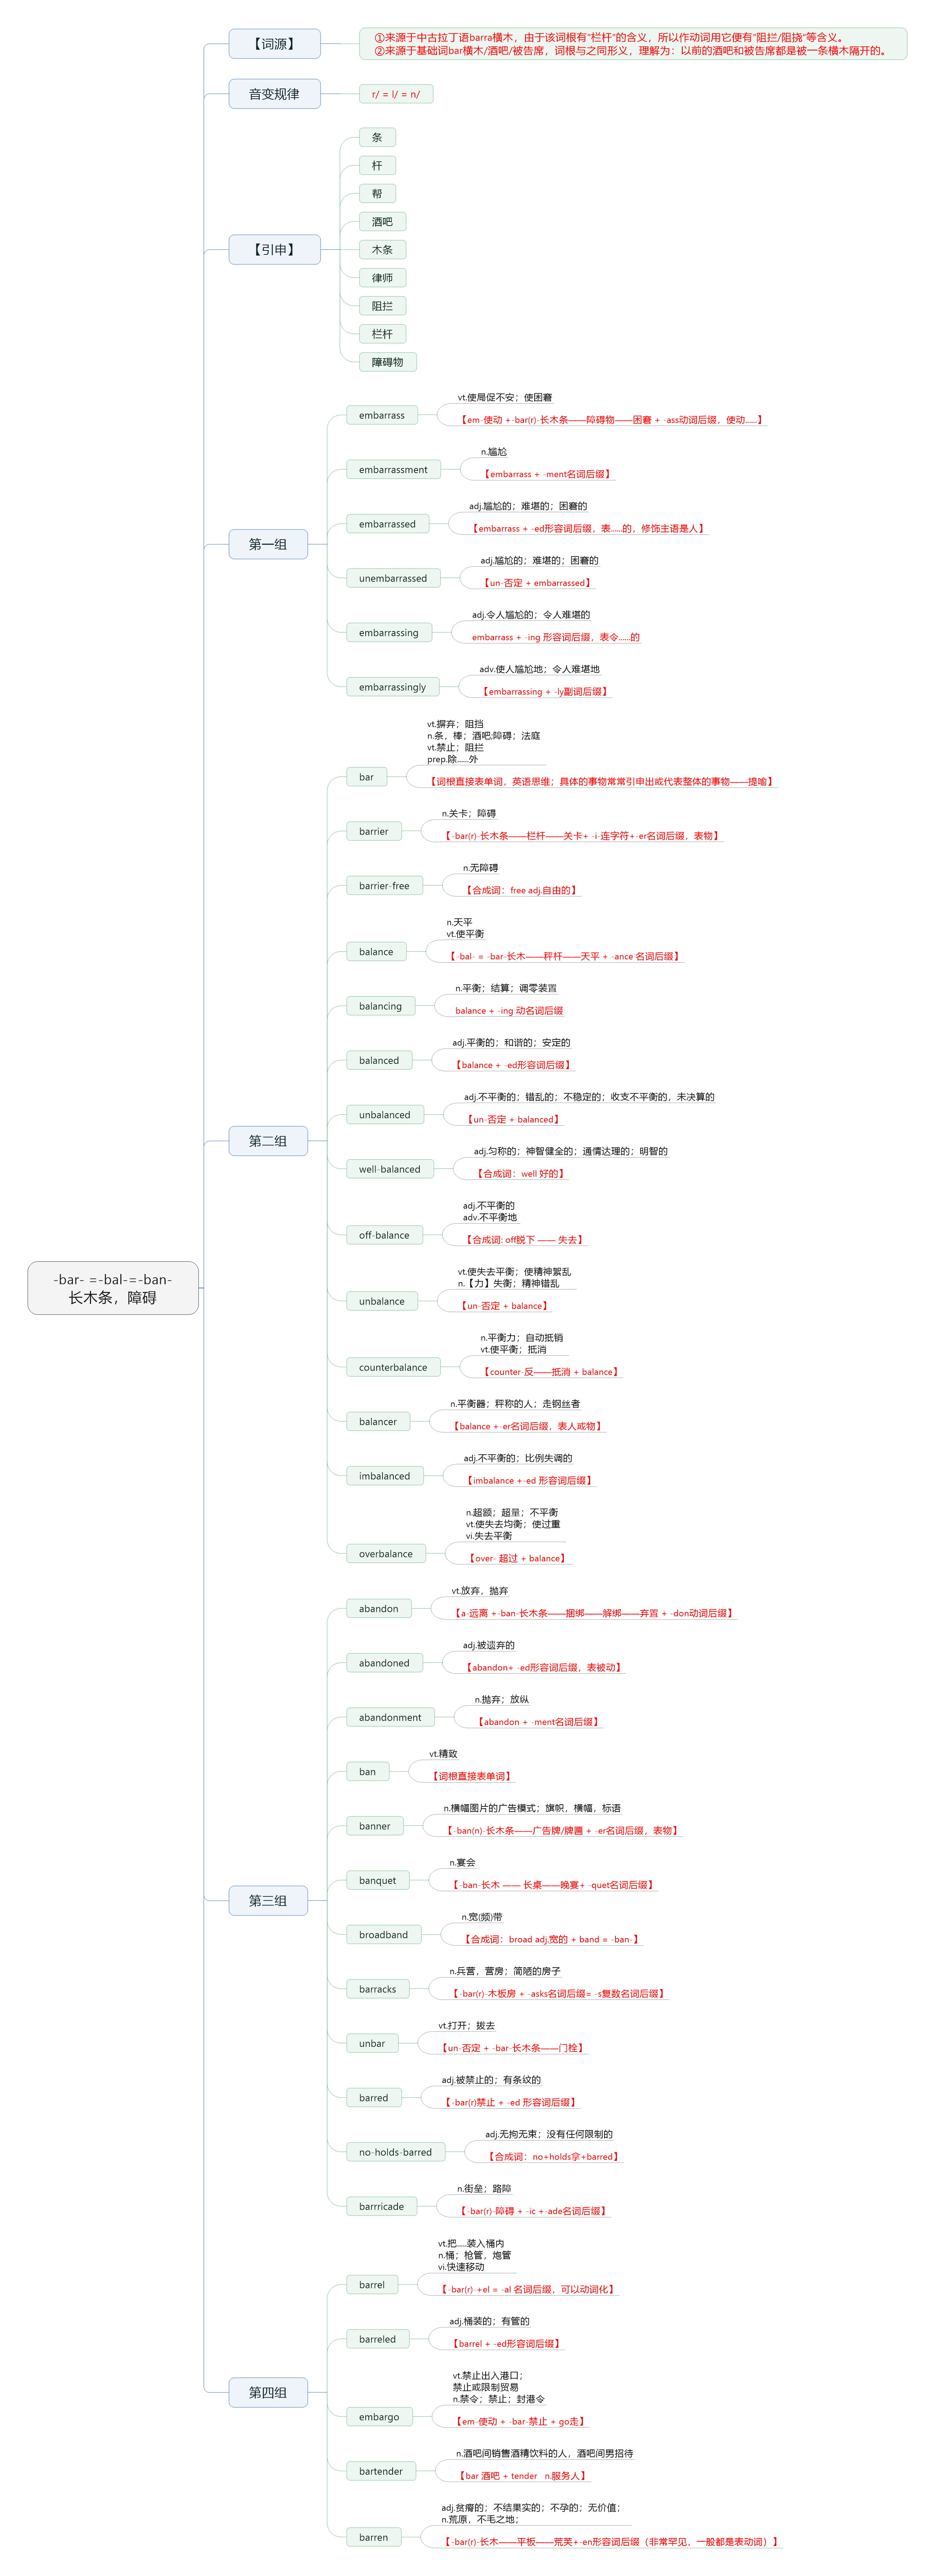 -bar- =-bal-=-ban-
长木条，障碍
【词源】
①来源于中古拉丁语barra横木，由于该词根有"栏杆"的含义，所以作动词用它便有"阻拦/阻挠"等含义。
②来源于基础词bar横木/酒吧/被告席，词根与之同形义，理解为：以前的酒吧和被告席都是被一条横木隔开的。
音变规律
r/ = l/ = n/
【引申】
条
杆
帮
酒吧
木条
律师
阻拦
栏杆
障碍物
第一组
embarrass
vt.使局促不安；使困窘
【em-使动 +-bar(r)-长木条——障碍物——困窘 + -ass动词后缀，使动......】
embarrassment
n.尴尬
【embarrass + -ment名词后缀】
embarrassed
adj.尴尬的；难堪的；困窘的
【embarrass + -ed形容词后缀，表......的，修饰主语是人】
unembarrassed
adj.尴尬的；难堪的；困窘的
【un-否定 + embarrassed】
embarrassing
adj.令人尴尬的；令人难堪的
embarrass + -ing 形容词后缀，表令......的
embarrassingly
adv.使人尴尬地；令人难堪地
【embarrassing + -ly副词后缀】
第二组
bar
vt.摒弃；阻挡
n.条，棒；酒吧;障碍；法庭
vt.禁止；阻拦
prep.除......外
【词根直接表单词，英语思维；具体的事物常常引申出或代表整体的事物——提喻】
barrier
n.关卡；障碍
【-bar(r)-长木条——栏杆——关卡+ -i-连字符+-er名词后缀，表物】
barrier-free
n.无障碍
【合成词：free adj.自由的】
balance
n.天平
vt.使平衡
【-bal- = -bar-长木——秤杆——天平 + -ance 名词后缀】
balancing
n.平衡；结算；调零装置
balance + -ing 动名词后缀
balanced
adj.平衡的；和谐的；安定的
【balance + -ed形容词后缀】
unbalanced
adj.不平衡的；错乱的；不稳定的；收支不平衡的，未决算的
【un-否定 + balanced】
well-balanced
adj.匀称的；神智健全的；通情达理的；明智的
【合成词：well 好的】
off-balance
adj.不平衡的
adv.不平衡地
【合成词: off脱下 —— 失去】
unbalance
vt.使失去平衡；使精神絮乱
n.【力】失衡；精神错乱
【un-否定 + balance】
counterbalance
n.平衡力；自动抵销
vt.使平衡；抵消
【counter-反——抵消 + balance】
balancer
n.平衡器；秤称的人；走钢丝者
【balance +-er名词后缀，表人或物】
imbalanced
adj.不平衡的；比例失调的
【imbalance +-ed 形容词后缀】
overbalance
n.超额；超量；不平衡
vt.使失去均衡；使过重
vi.失去平衡
【over- 超过 + balance】
第三组
abandon
vt.放弃，抛弃
【a-远离 +-ban-长木条——捆绑——解绑——弃置 + -don动词后缀】
abandoned
adj.被遗弃的
【abandon+ -ed形容词后缀，表被动】
abandonment
n.抛弃；放纵
【abandon + -ment名词后缀】
ban
vt.精致
【词根直接表单词】
banner
n.横幅图片的广告模式；旗帜，横幅，标语
【-ban(n)-长木条——广告牌/牌匾 + -er名词后缀，表物】
banquet
n.宴会
【-ban-长木 —— 长桌——晚宴+ -quet名词后缀】
broadband
n.宽(频)带
【合成词：broad adj.宽的 + band = -ban-】
barracks
n.兵营，营房；简陋的房子
【-bar(r)-木板房 + -asks名词后缀= -s复数名词后缀】
unbar
vt.打开；拔去
【un-否定 + -bar-长木条——门栓】
barred
adj.被禁止的；有条纹的
【-bar(r)禁止 + -ed 形容词后缀】
no-holds-barred
adj.无拘无束；没有任何限制的
【合成词：no+holds拿+barred】
barrricade
n.街垒；路障
【-bar(r)-障碍 + -ic +-ade名词后缀】
第四组
barrel
vt.把......装入桶内
n.桶；枪管，炮管
vi.快速移动
【-bar(r)-+el = -al 名词后缀，可以动词化】
barreled
adj.桶装的；有管的
【barrel + -ed形容词后缀】
embargo
vt.禁止出入港口；
禁止或限制贸易
n.禁令；禁止；封港令
【em-使动 + -bar-禁止 + go走】
bartender
n.酒吧间销售酒精饮料的人，酒吧间男招待
【bar 酒吧 + tender n.服务人】
barren
adj.贫瘠的；不结果实的；不孕的；无价值；
n.荒原，不毛之地；
【-bar(r)-长木——平板——荒芜+-en形容词后缀（非常罕见，一般都是表动词）】